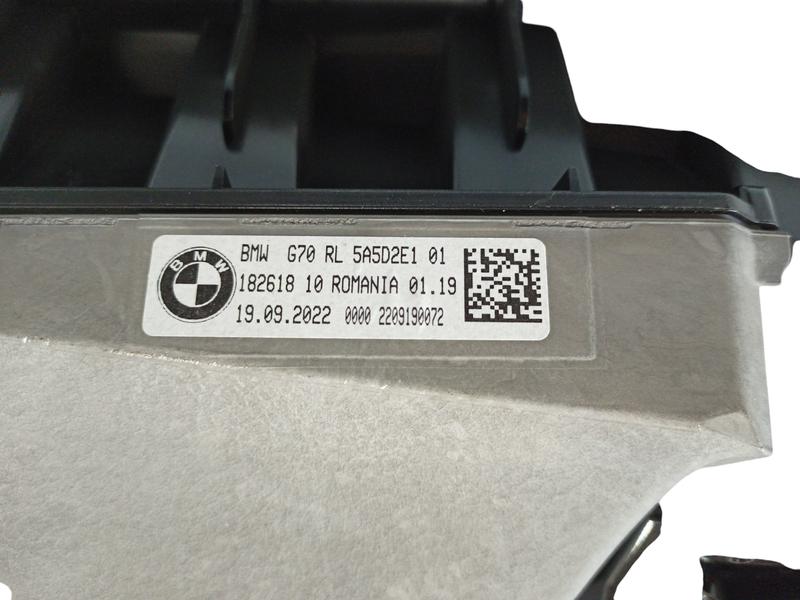 BMW
BMW G70 RL 5A5D2E1 01
182618 10 ROMANIA 01.19
19.09.2022 0000 2209190072